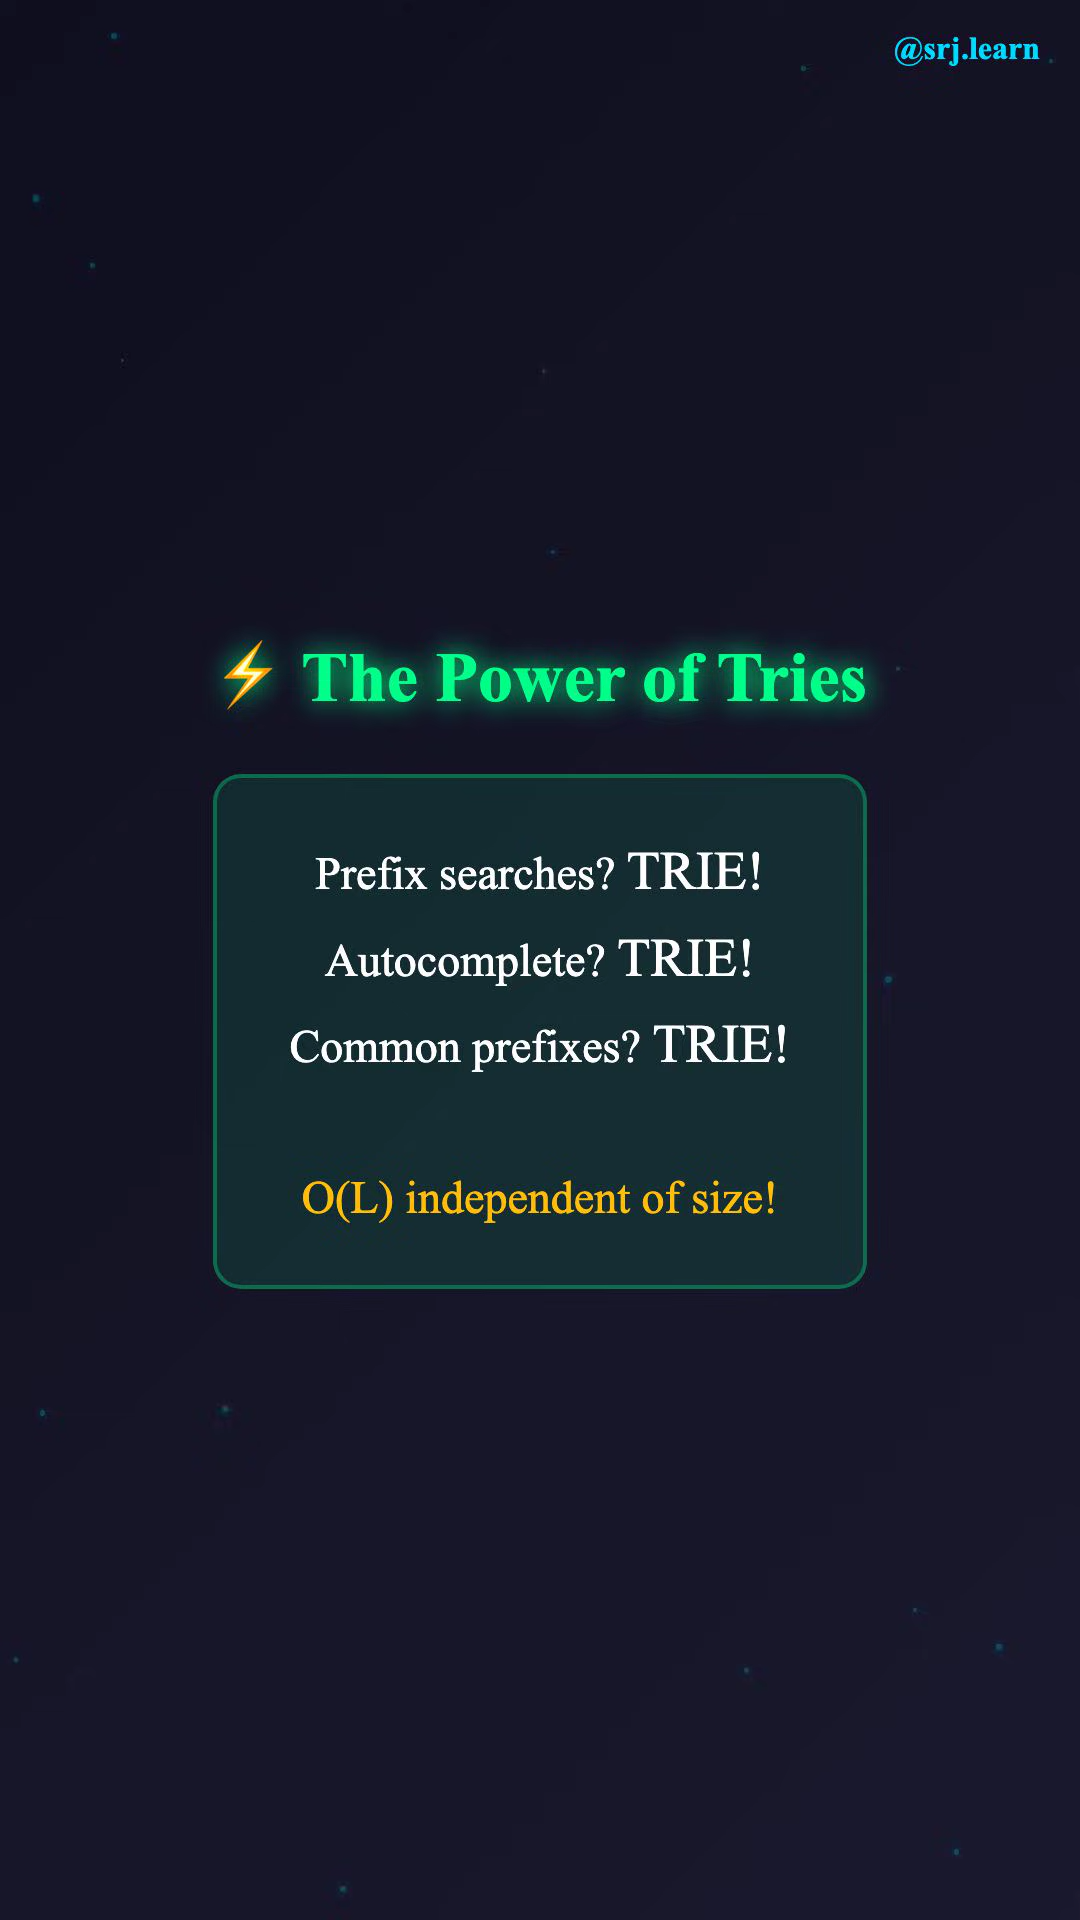 @srj.learn
⚡ The Power of Tries
Prefix searches? TRIE!
Autocomplete? TRIE!
Common prefixes? TRIE!
O(L) independent of size!